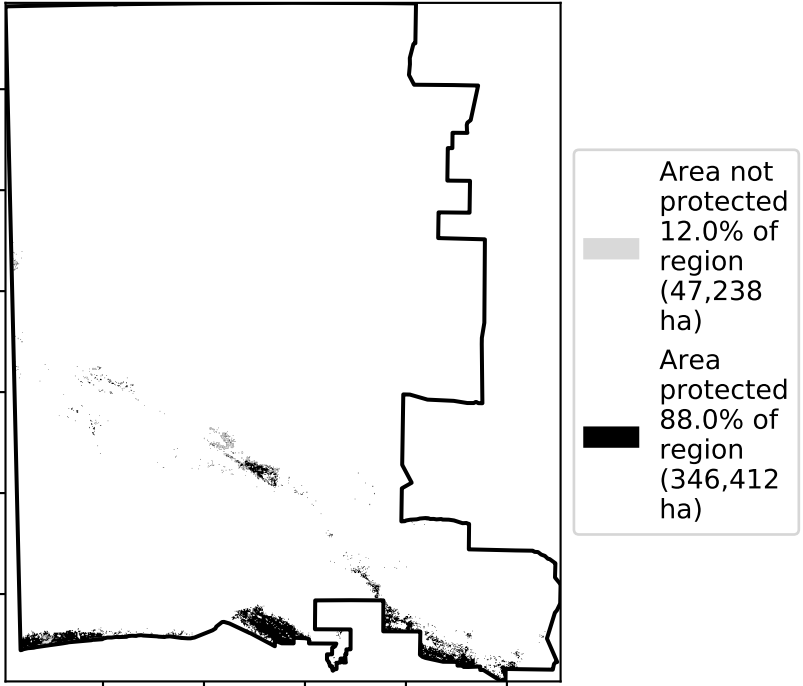 Area not
protected
12.0% of
region
(47,238
ha)
Area
protected
88.0% of
region
(346,412
ha)